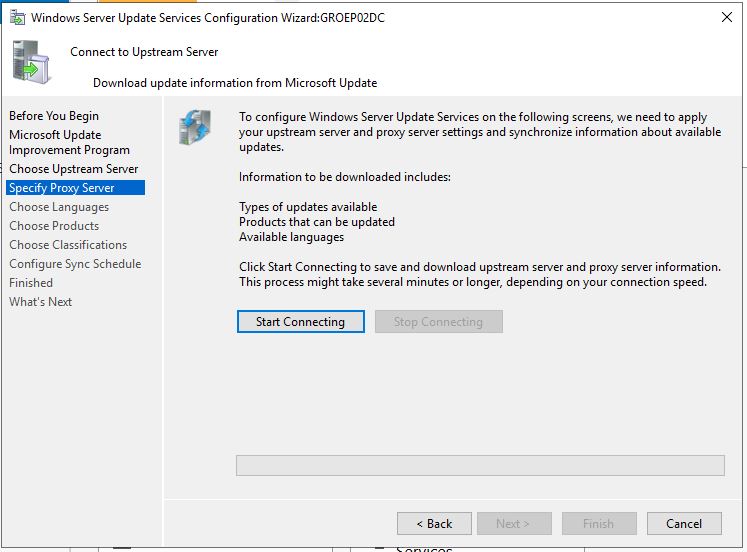 Windows Server Update Services Configuration Wizard:GROEP02DC
Connect to Upstream Server
Download update information from Microsoft Update
Before You Begin
Microsoft Update
Improvement Program
Choose Upstream Server
Specify Proxy Server
Choose Languages
Choose Products
Choose Classifications
Configure Sync Schedule
Finished
What's Next
To configure Windows Server Update Services on the following screens, we need to apply
your upstream server and proxy server settings and synchronize information about available
updates.
Information to be downloaded includes:
Types of updates available
Products that can be updated
Available languages
Click Start Connecting to save and download upstream server and proxy server information.
This process might take several minutes or longer, depending on your connection speed.
Start Connecting
Stop Connecting
< Back
Next >
Finish
Cancel
Services